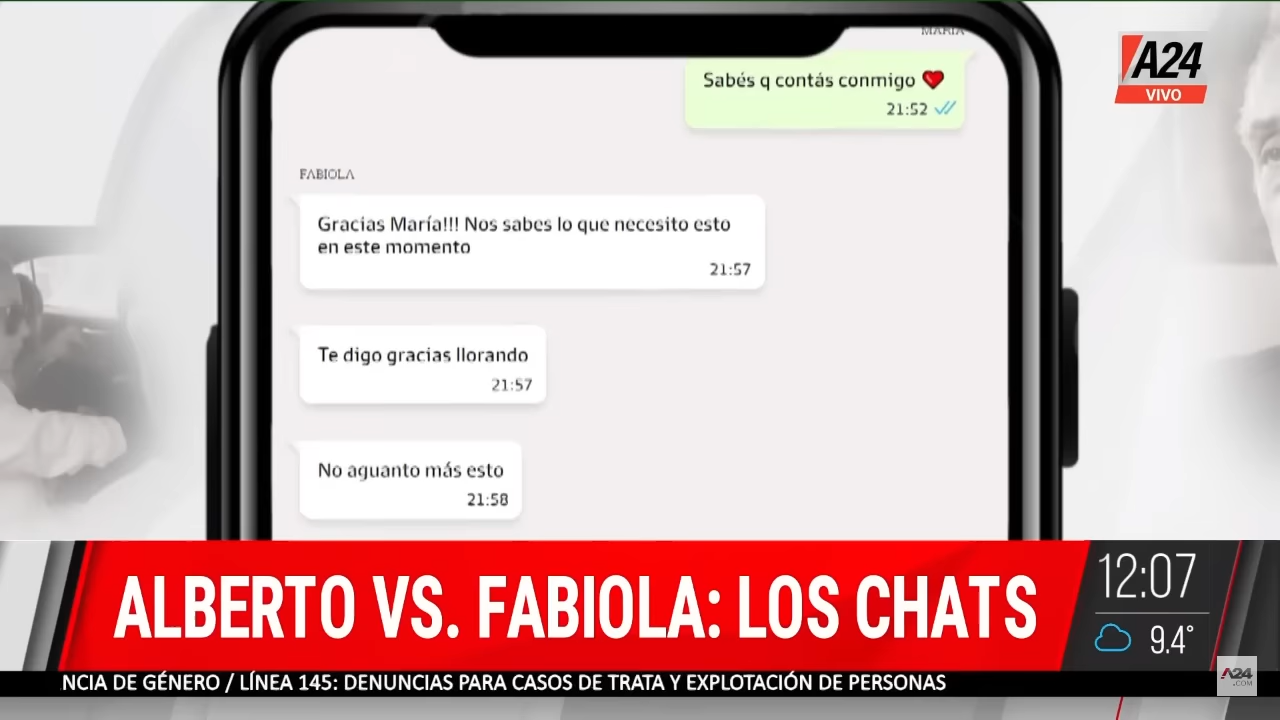 MARÍA
A24
VIVO
Sabés q contás conmigo ❤️
21:52
FABIOLA
Gracias María!!! Nos sabes lo que necesito esto
en este momento
21:57
Te digo gracias llorando
21:57
No aguanto más esto
21:58
ALBERTO VS. FABIOLA: LOS CHATS
12:07
9.4°
NCIA DE GÉNERO / LÍNEA 145: DENUNCIAS PARA CASOS DE TRATA Y EXPLOTACIÓN DE PERSONAS
A24
.COM